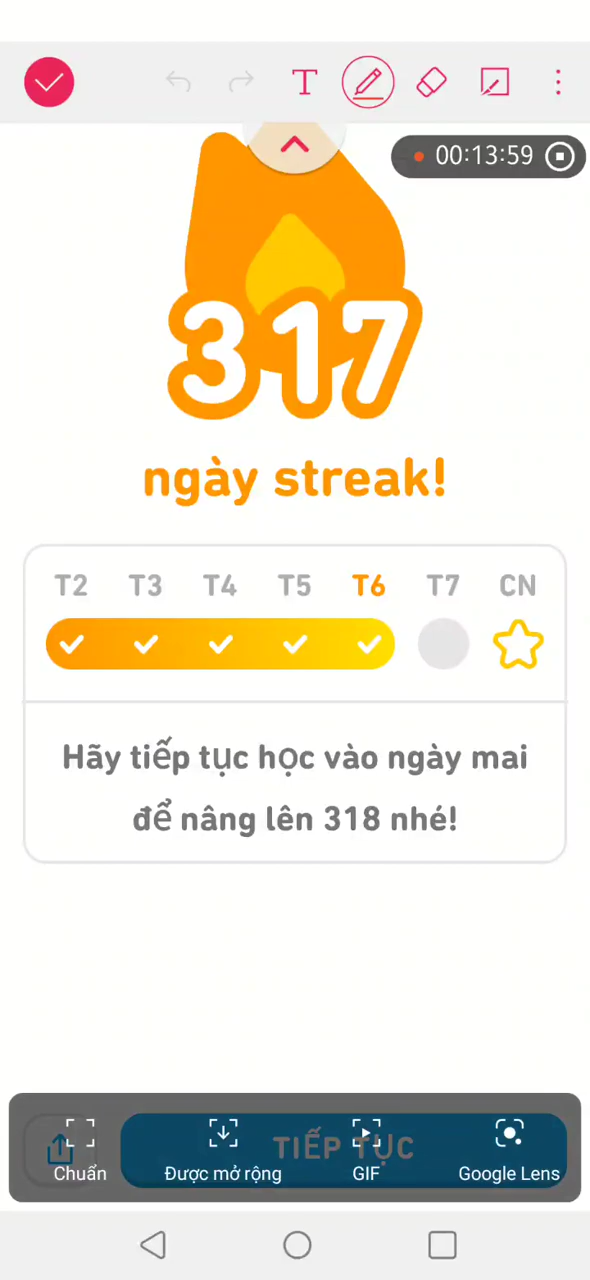 T
00:13:59
317
ngày streak!
T2 T3 T4 T5 T6 T7 CN
Hãy tiếp tục học vào ngày mai
để nâng lên 318 nhé!
TIẾP TỤC
Chuẩn Được mở rộng GIF Google Lens